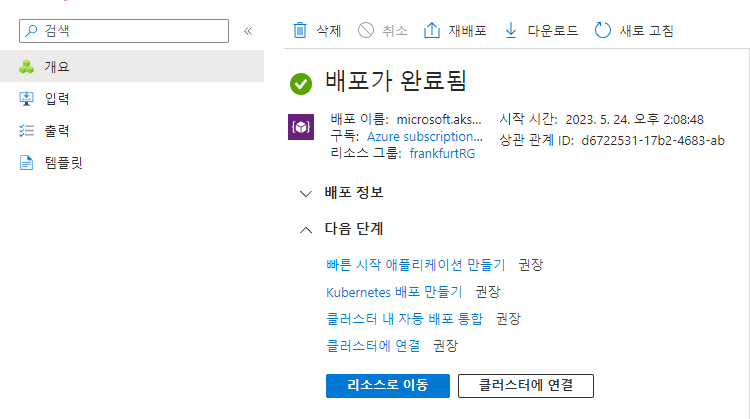 검색
«
개요
입력
출력
템플릿
삭제 취소 재배포 다운로드 새로 고침
배포가 완료됨
배포 이름: microsoft.aks... 시작 시간: 2023. 5. 24. 오후 2:08:48
구독: Azure subscription... 상관 관계 ID: d6722531-17b2-4683-ab
리소스 그룹: frankfurtRG
배포 정보
다음 단계
빠른 시작 애플리케이션 만들기 권장
Kubernetes 배포 만들기 권장
클러스터 내 자동 배포 통합 권장
클러스터에 연결 권장
리소스로 이동 클러스터에 연결